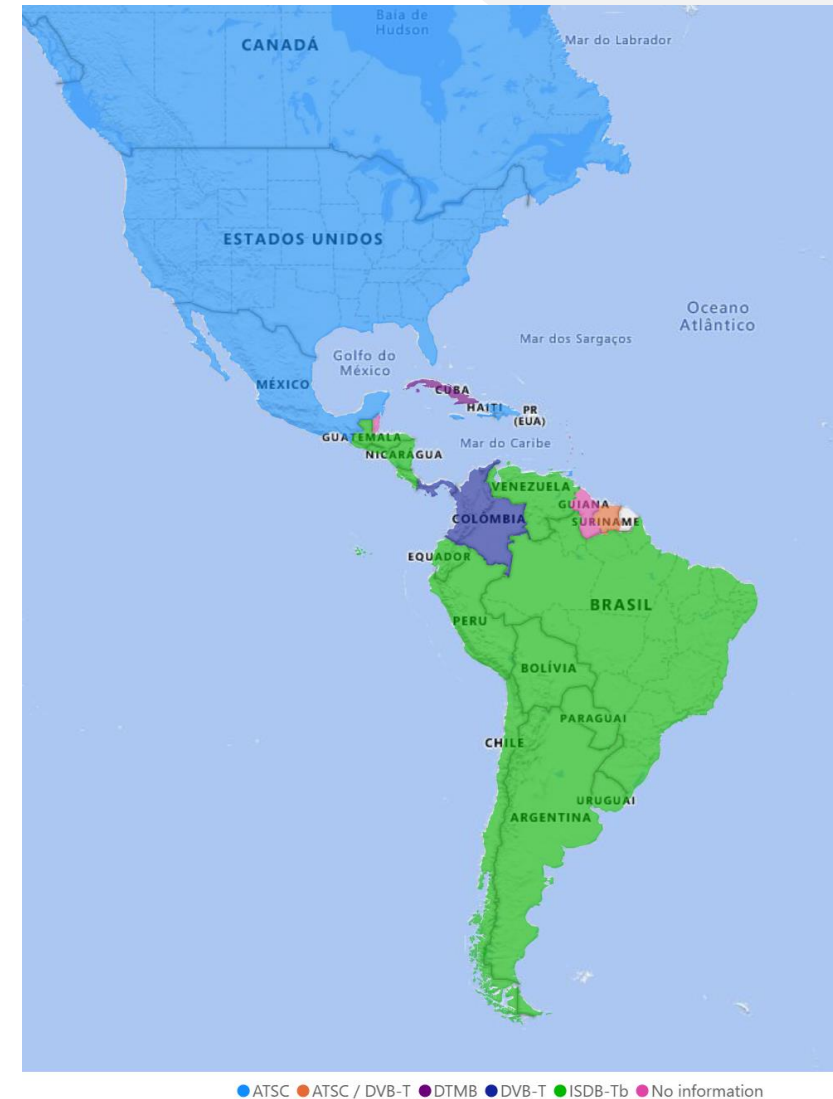 Baia de
Hudson
CANADÁ
Mar do Labrador
ESTADOS UNIDOS
Oceano
Atlântico
Mar dos Sargaços
Golfo do
México
MÉXICO
CUBA
HAITI
PR
(EUA)
GUATEMALA
Mar do Caribe
NICARÁGUA
VENEZUELA
GUIANA
COLÔMBIA
SURINAME
EQUADOR
BRASIL
PERU
BOLÍVIA
PARAGUAI
CHILE
URUGUAI
ARGENTINA
ATSC ATSC / DVB-T DTMB DVB-T ISDB-Tb No information